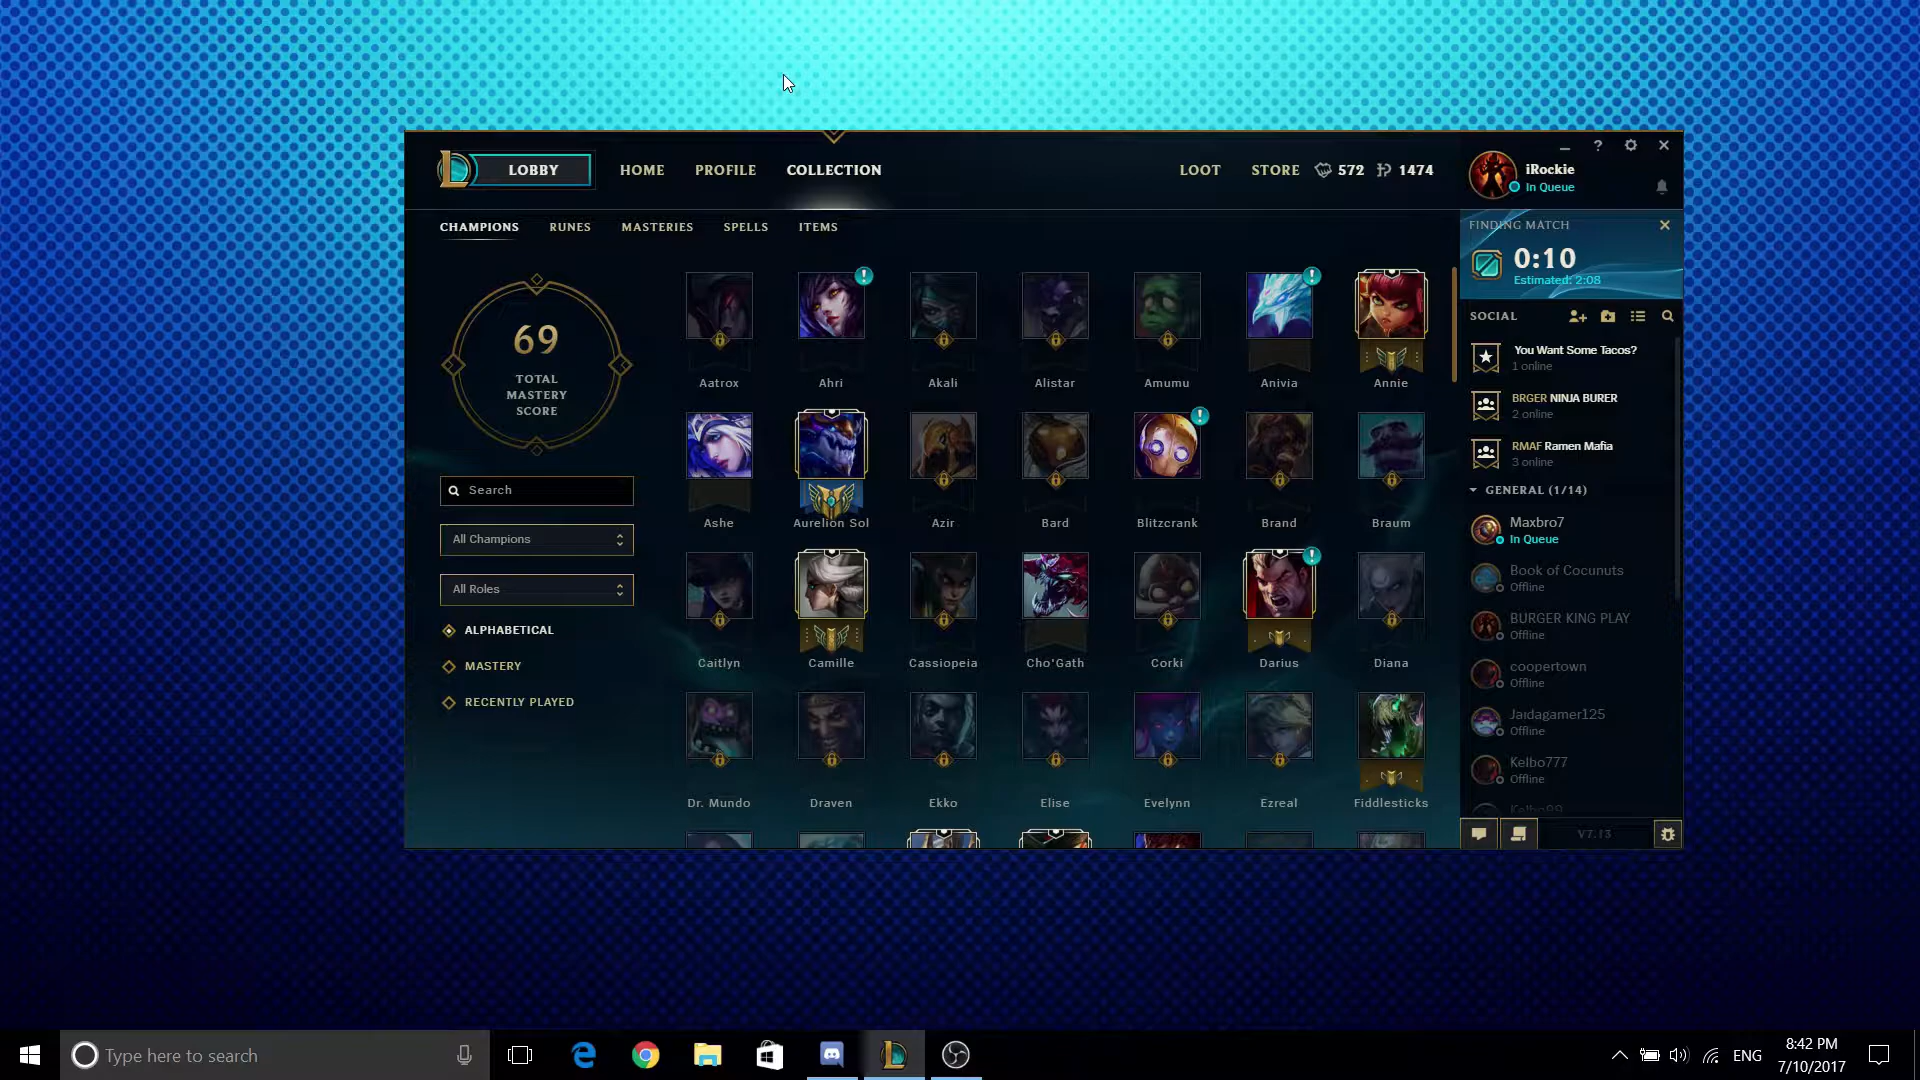 LOBBY
HOME
PROFILE
COLLECTION
LOOT
STORE
572
1474
iRockie
In Queue
CHAMPIONS
RUNES
MASTERIES
SPELLS
ITEMS
FINDING MATCH
0:10
Estimated: 2:08
69
TOTAL
MASTERY
SCORE
Search
All Champions
All Roles
ALPHABETICAL
MASTERY
RECENTLY PLAYED
Aatrox
Ahri
Akali
Alistar
Amumu
Anivia
Annie
Ashe
Aurelion Sol
Azir
Bard
Blitzcrank
Brand
Braum
Caitlyn
Camille
Cassiopeia
Cho'Gath
Corki
Darius
Diana
Dr. Mundo
Draven
Ekko
Elise
Evelynn
Ezreal
Fiddlesticks
SOCIAL
You Want Some Tacos?
1 online
BRGER NINJA BURER
2 online
RMAF Ramen Mafia
3 online
GENERAL (1/14)
Maxbro7
In Queue
Book of Cocunuts
Offline
BURGER KING PLAY
Offline
coopertown
Offline
Jaidagamer125
Offline
Kelbo777
Offline
V7.13
Type here to search
ENG
8:42 PM
7/10/2017